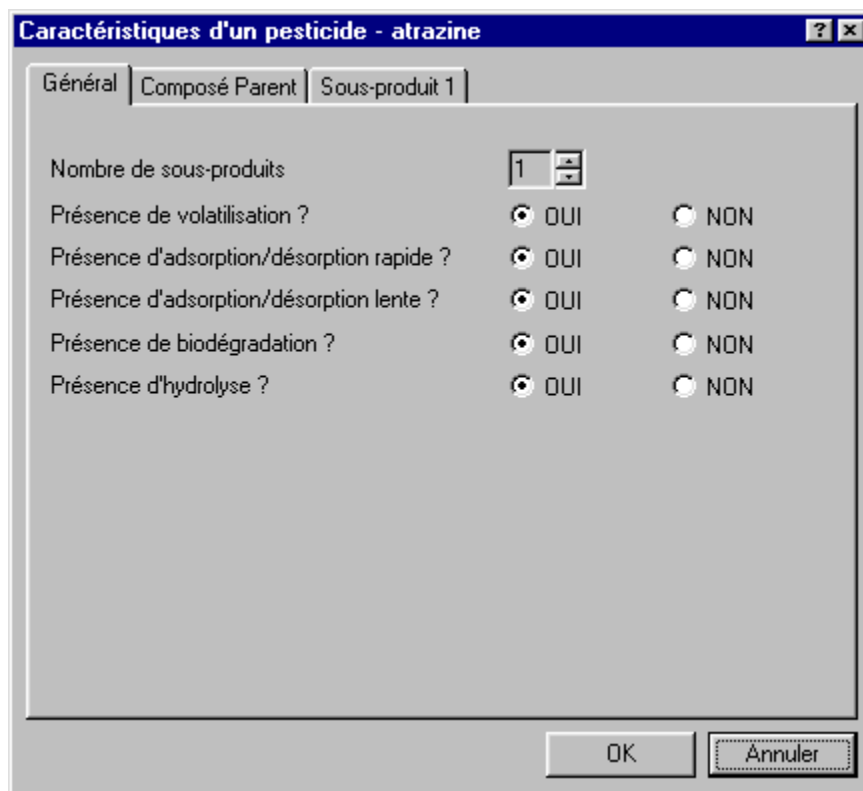 Caractéristiques d'un pesticide - atrazine
Général Composé Parent Sous-produit 1
Nombre de sous-produits 1
Présence de volatilisation ? OUI NON
Présence d'adsorption/désorption rapide ? OUI NON
Présence d'adsorption/désorption lente ? OUI NON
Présence de biodégradation ? OUI NON
Présence d'hydrolyse ? OUI NON
OK Annuler